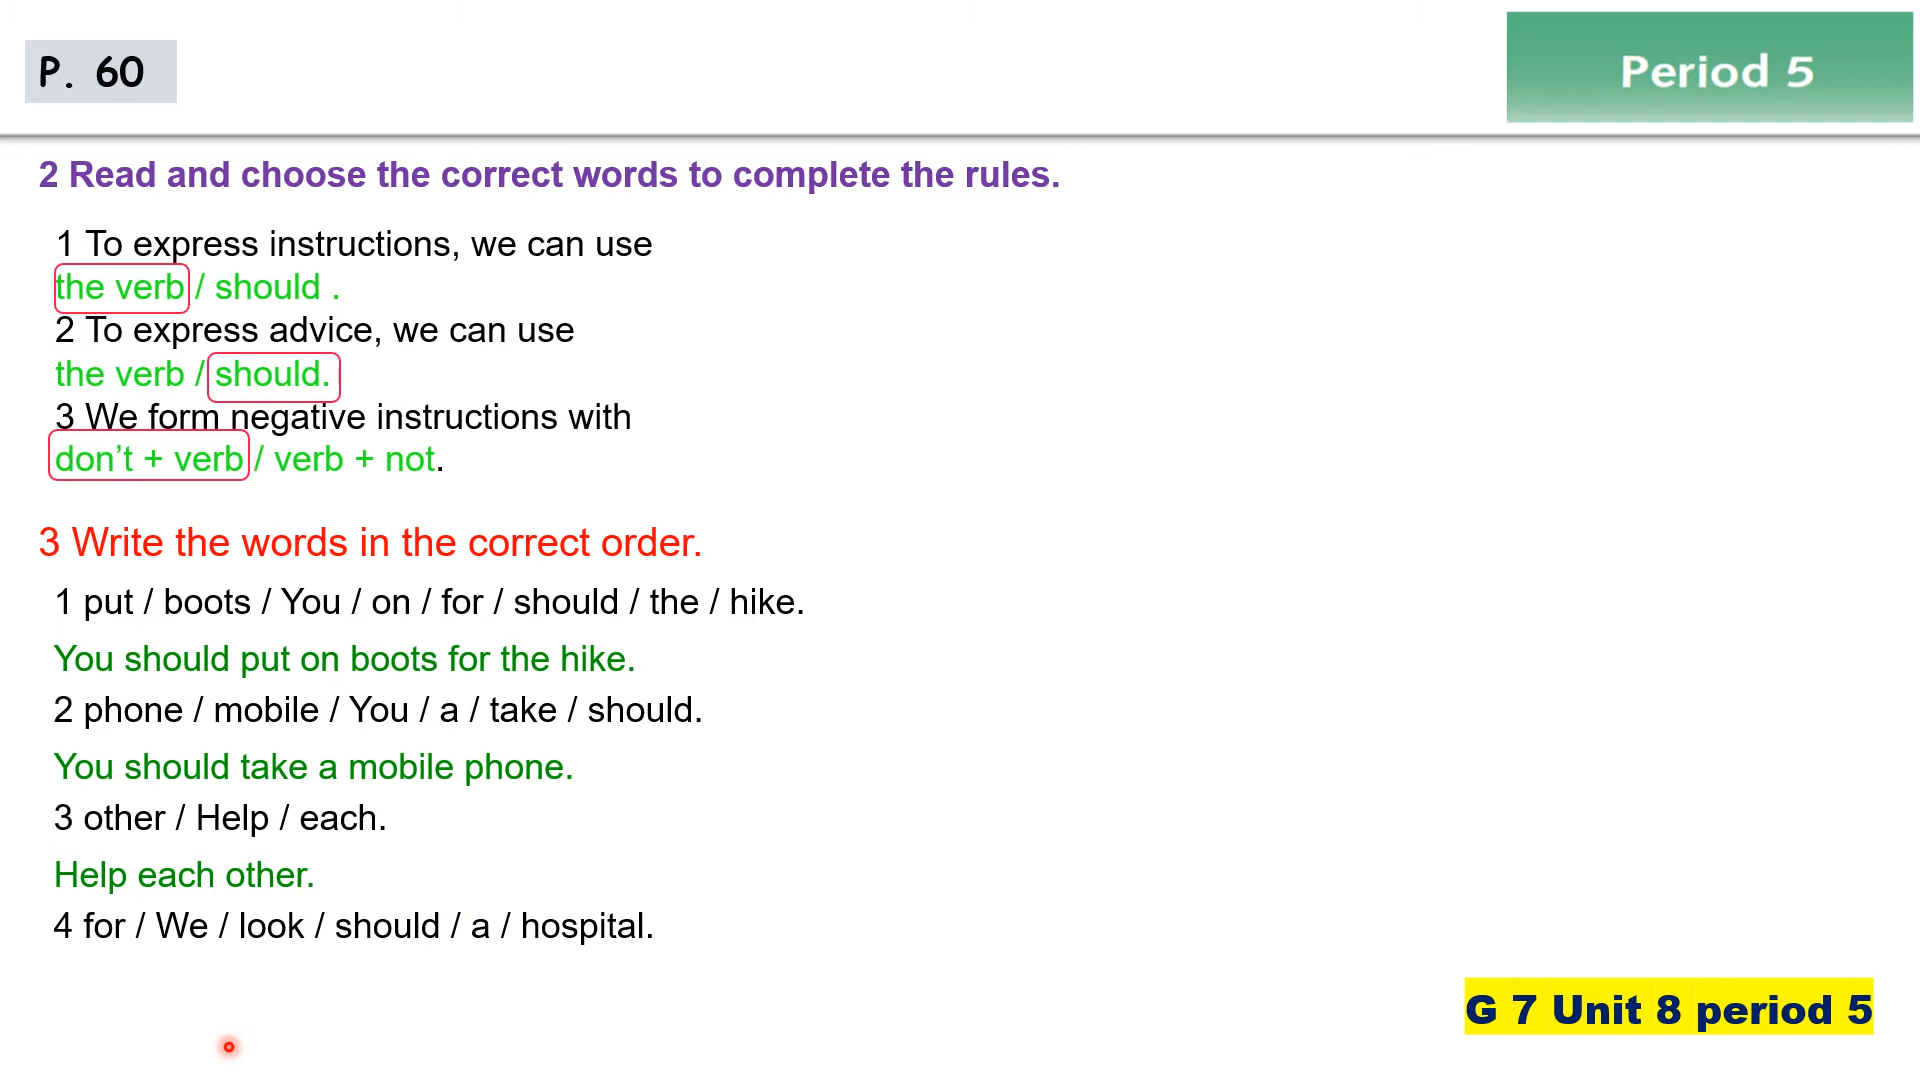 P. 60
Period 5
2 Read and choose the correct words to complete the rules.
1 To express instructions, we can use
the verb / should .
2 To express advice, we can use
the verb / should.
3 We form negative instructions with
don’t + verb / verb + not.
3 Write the words in the correct order.
1 put / boots / You / on / for / should / the / hike.
You should put on boots for the hike.
2 phone / mobile / You / a / take / should.
You should take a mobile phone.
3 other / Help / each.
Help each other.
4 for / We / look / should / a / hospital.
G 7 Unit 8 period 5